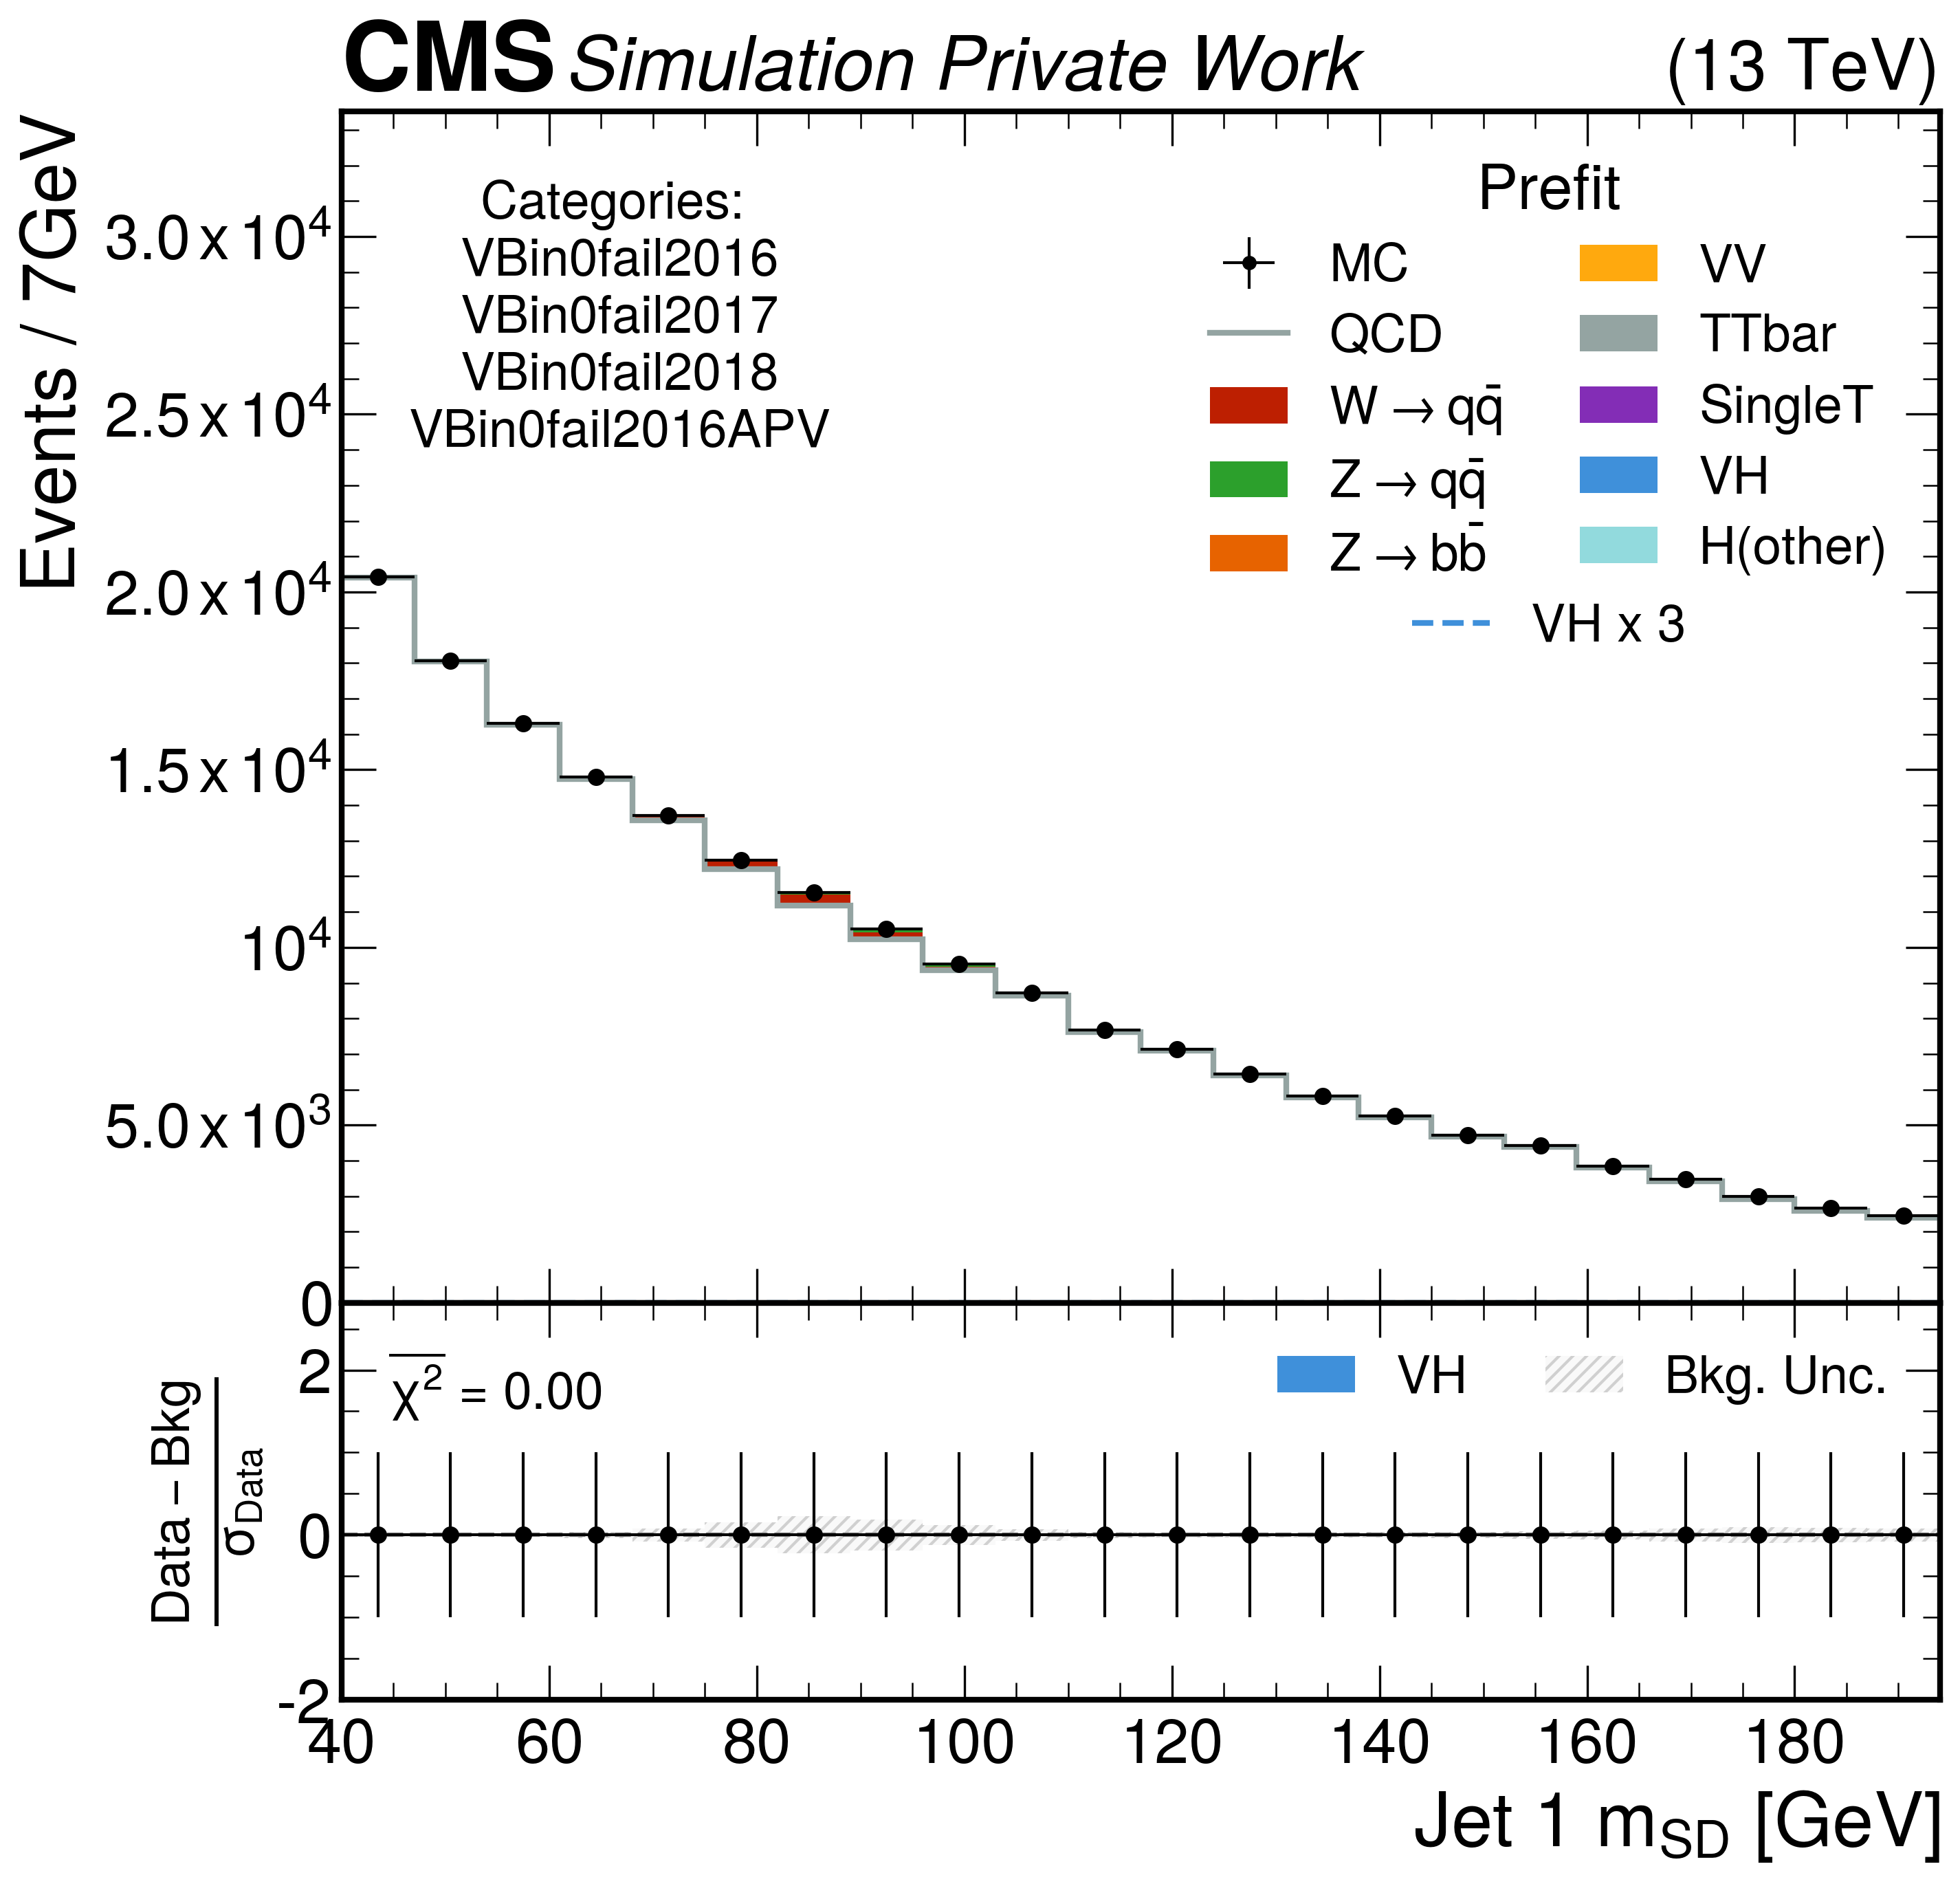 CMS Simulation Private Work (13 TeV)
Events / 7GeV
3.0 x 10⁴
2.5 x 10⁴
2.0 x 10⁴
1.5 x 10⁴
10⁴
5.0 x 10³
0
Categories:
VBin0fail2016
VBin0fail2017
VBin0fail2018
VBin0fail2016APV
Prefit
MC VV
QCD TTbar
W → qq̄ SingleT
Z → qq̄ VH
Z → bb̄ H(other)
VH x 3
Data – Bkg
σ_Data
2
0
-2
χ̅²̅ = 0.00
VH Bkg. Unc.
40 60 80 100 120 140 160 180
Jet 1 m_SD [GeV]